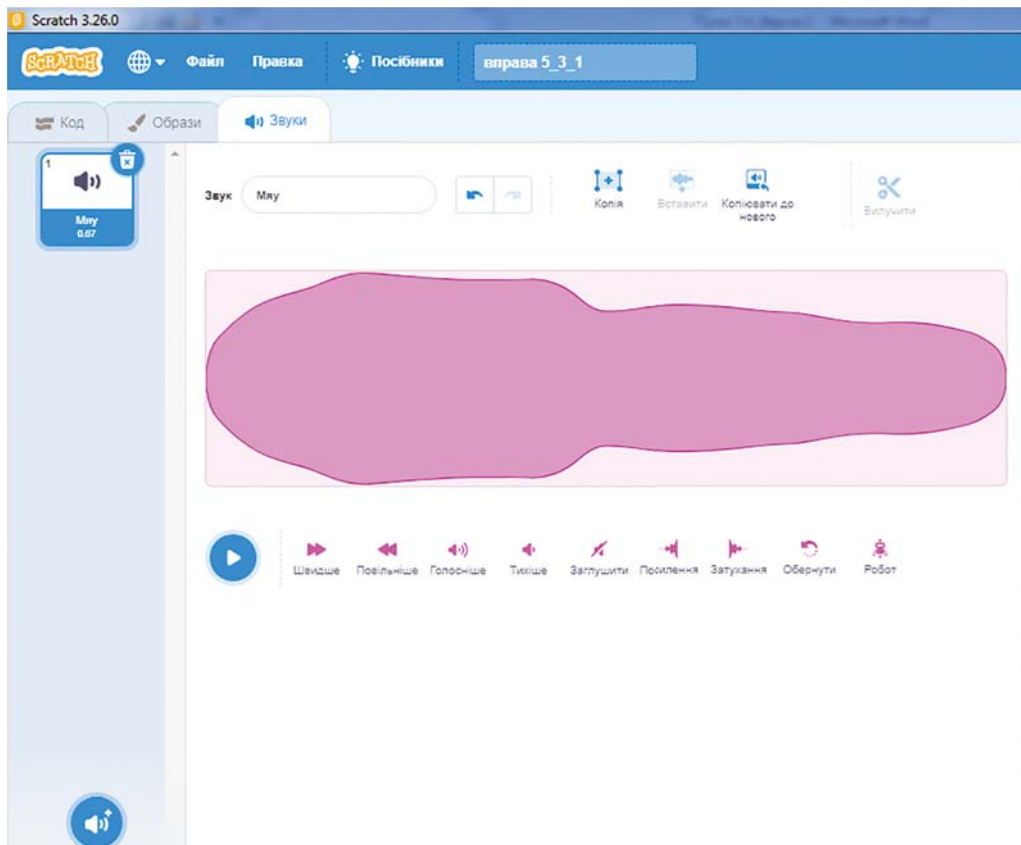 Scratch 3.26.0
SCRATCH
Файл
Правка
Посібники
вправа 5_3_1
Код
Образи
Звуки
1
Мяу
0.67
Звук
Мяу
Копія
Вставити
Копіювати до
нового
Вилучити
Швидше
Повільніше
Голосніше
Тихіше
Заглушити
Посилення
Затухання
Обернути
Робот